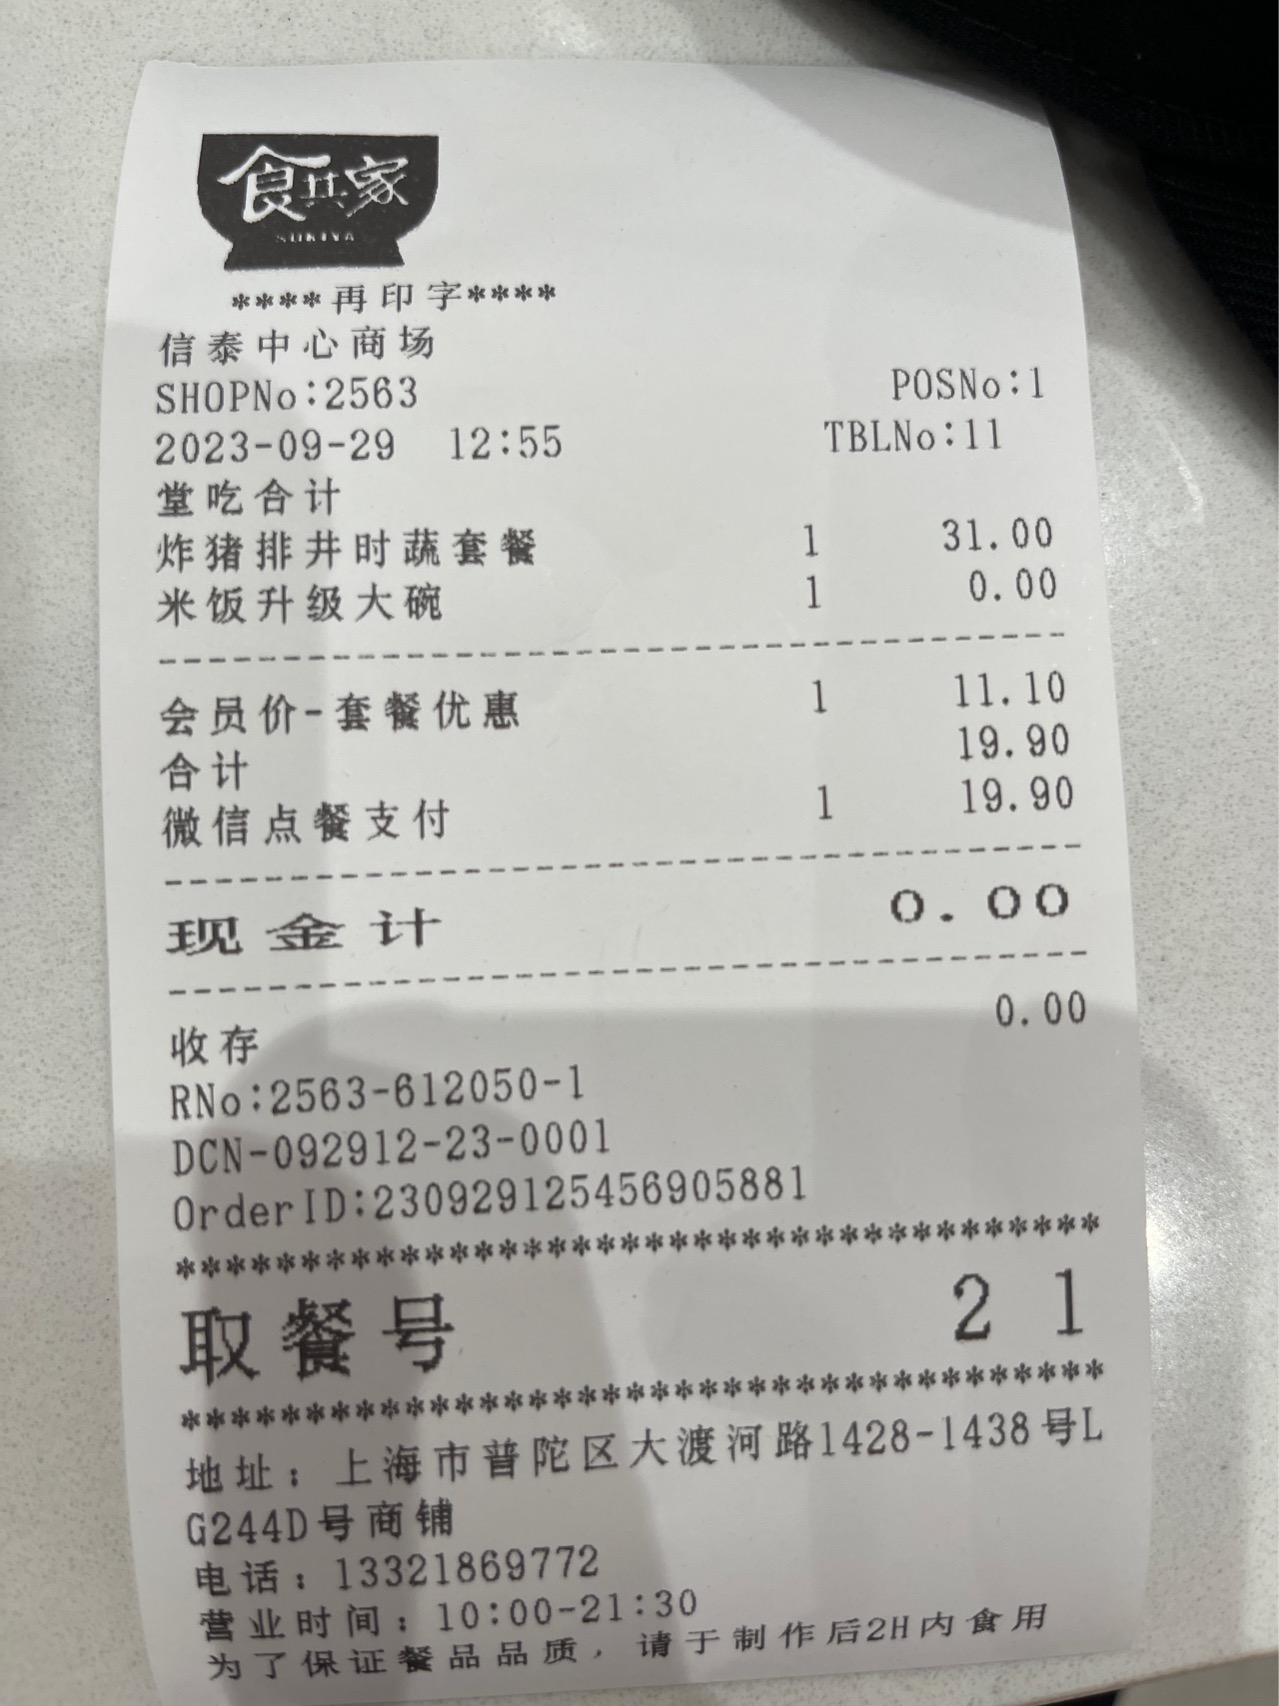 食其家
SUKIYA
****再印字****
信泰中心商场
SHOPNo:2563 POSNo:1
2023-09-29 12:55 TBLNo:11
堂吃合计
炸猪排井时蔬套餐 1 31.00
米饭升级大碗 1 0.00
会员价-套餐优惠 1 11.10
合计 19.90
微信点餐支付 1 19.90
现金计 0.00
收存 0.00
RNo:2563-612050-1
DCN-092912-23-0001
OrderID:230929125456905881
****************************************
取餐号 21
****************************************
地址：上海市普陀区大渡河路1428-1438号L
G244D号商铺
电话：13321869772
营业时间：10:00-21:30
为了保证餐品品质，请于制作后2H内食用